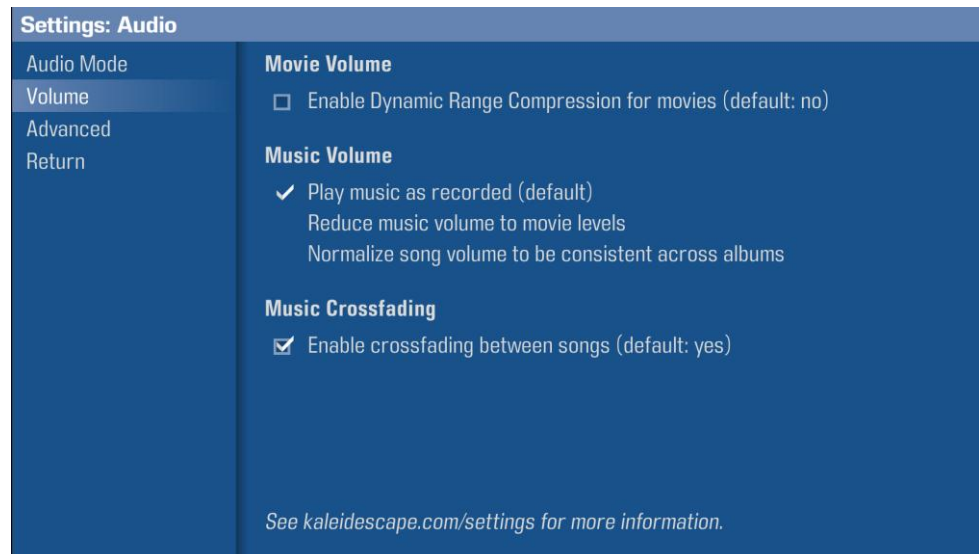 Settings: Audio
Audio Mode
Volume
Advanced
Return
Movie Volume
Enable Dynamic Range Compression for movies (default: no)
Music Volume
Play music as recorded (default)
Reduce music volume to movie levels
Normalize song volume to be consistent across albums
Music Crossfading
Enable crossfading between songs (default: yes)
See kaleidescape.com/settings for more information.